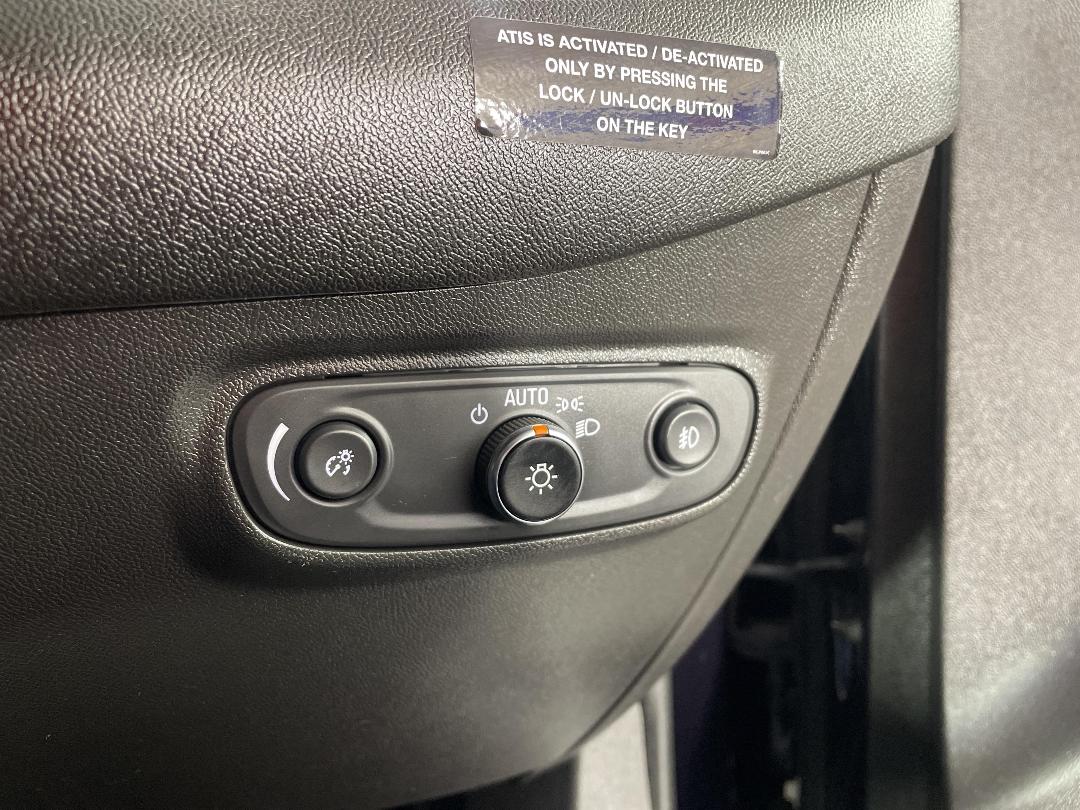 ATIS IS ACTIVATED / DE-ACTIVATED
ONLY BY PRESSING THE
LOCK / UN-LOCK BUTTON
ON THE KEY
AUTO